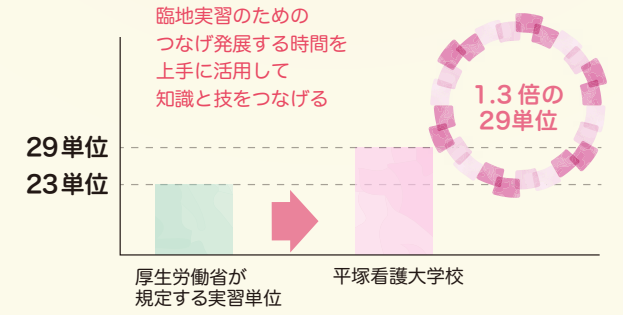 臨地実習のための
つなげ発展する時間を
上手に活用して
知識と技をつなげる
1.3倍の
29単位
29単位
23単位
厚生労働省が
規定する実習単位
平塚看護大学校